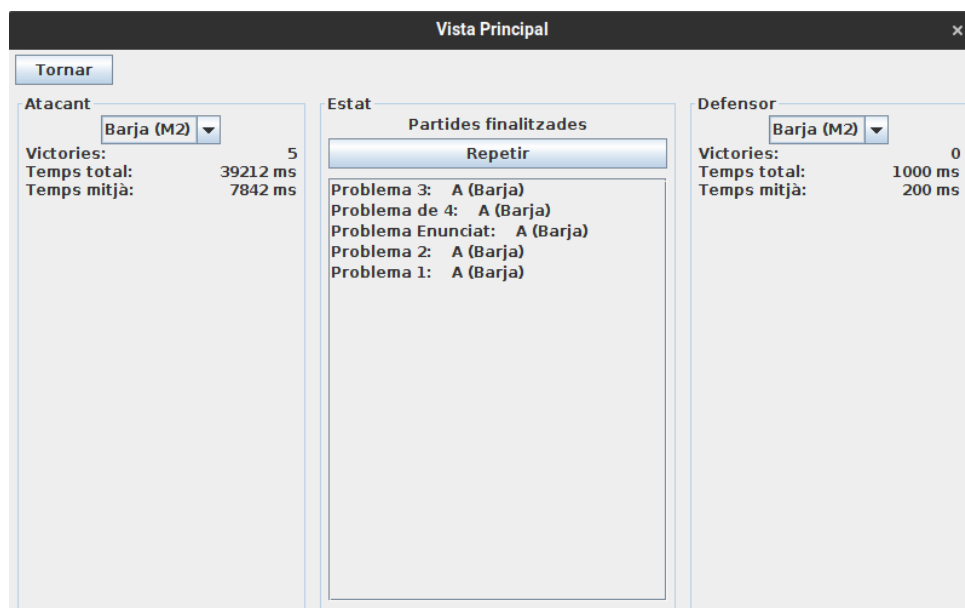 Vista Principal
×
Tornar
Atacant
Barja (M2)
Victories: 5
Temps total: 39212 ms
Temps mitjà: 7842 ms
Estat
Partides finalitzades
Repetir
Problema 3: A (Barja)
Problema de 4: A (Barja)
Problema Enunciat: A (Barja)
Problema 2: A (Barja)
Problema 1: A (Barja)
Defensor
Barja (M2)
Victories: 0
Temps total: 1000 ms
Temps mitjà: 200 ms